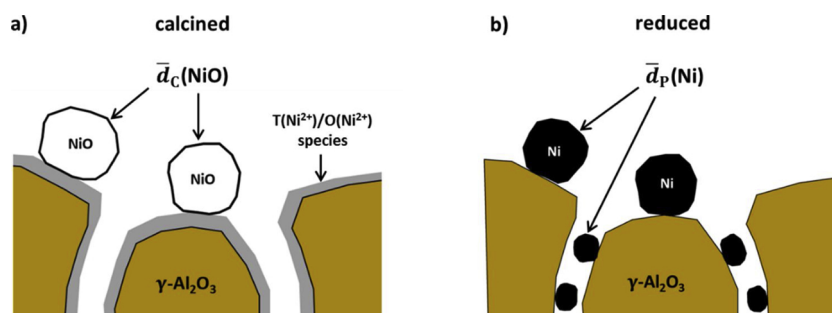 a) calcined
d̅C(NiO)
NiO
NiO
T(Ni²⁺)/O(Ni²⁺)
species
γ-Al₂O₃
b) reduced
d̅P(Ni)
Ni
Ni
γ-Al₂O₃